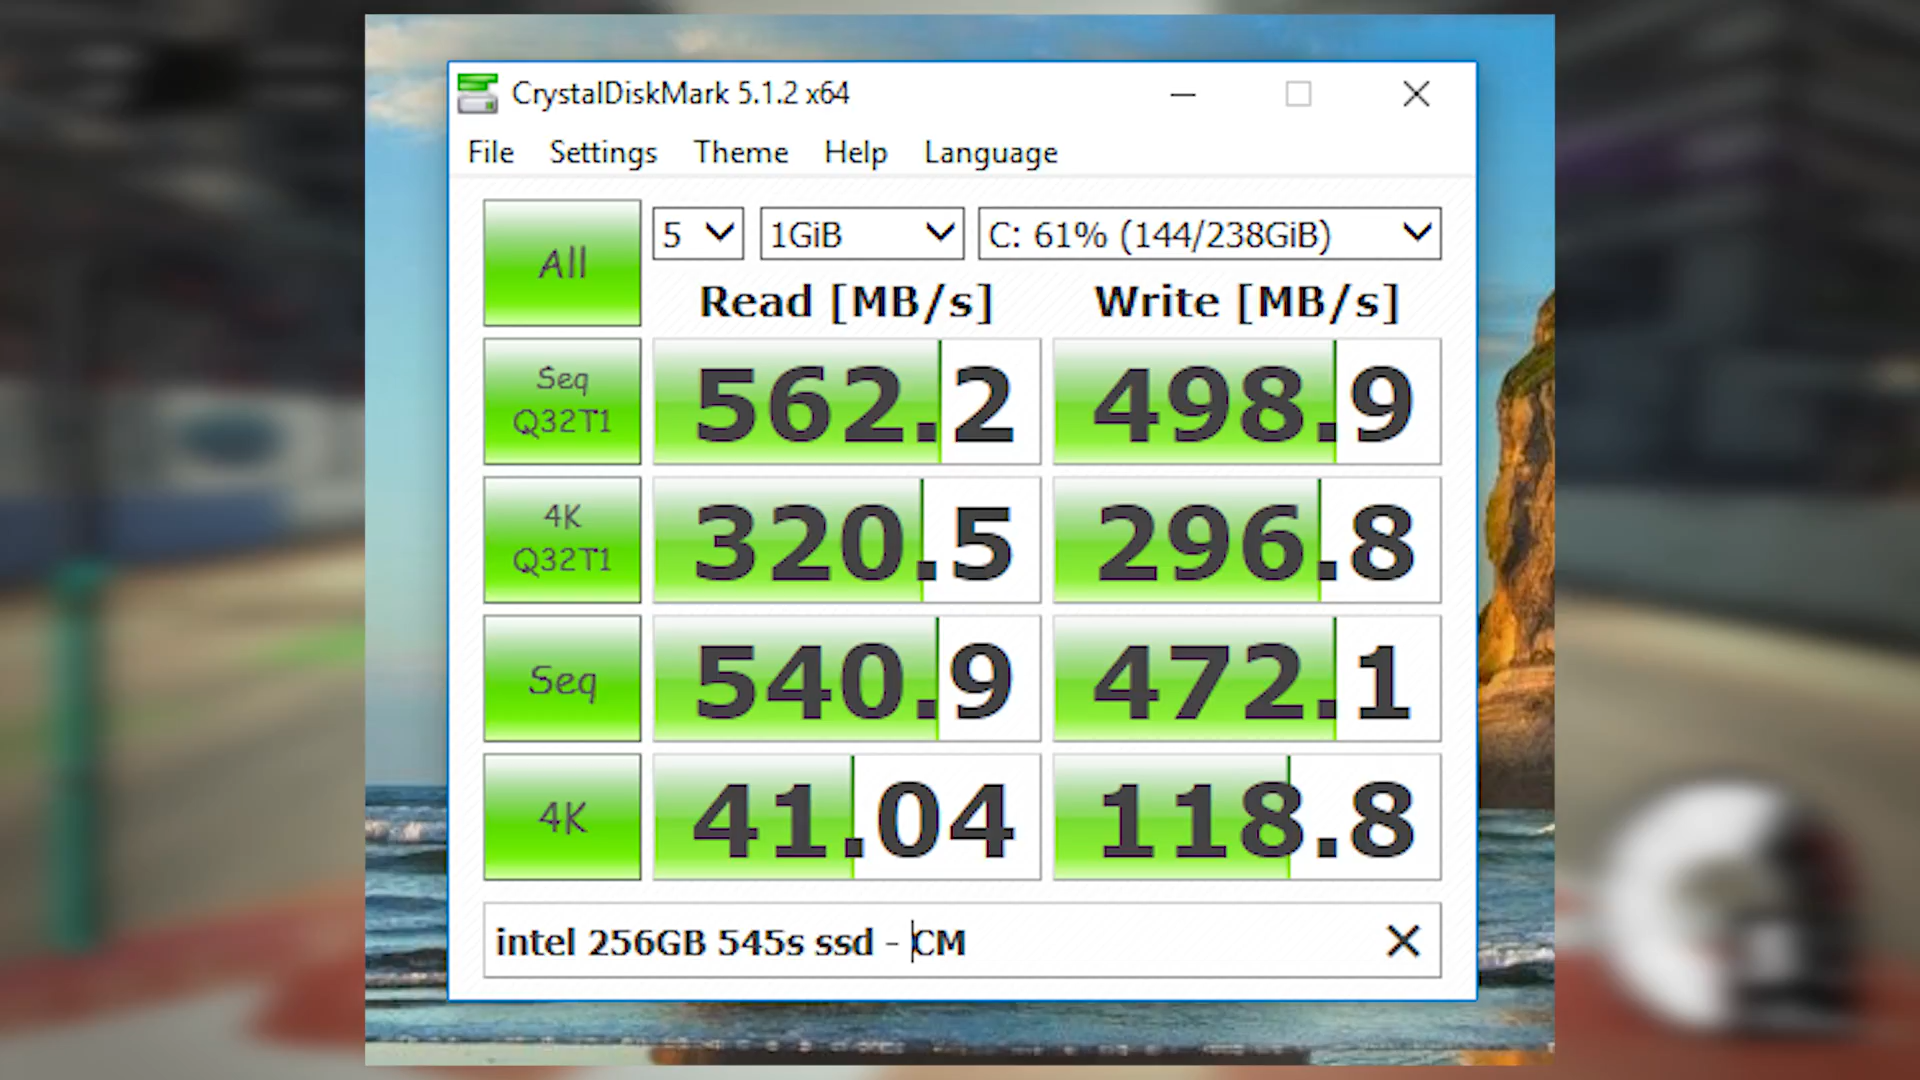 CrystalDiskMark 5.1.2 x64
File Settings Theme Help Language
All 5 1GiB C: 61% (144/238GiB)
Read [MB/s] Write [MB/s]
Seq Q32T1 562.2 498.9
4K Q32T1 320.5 296.8
Seq 540.9 472.1
4K 41.04 118.8
intel 256GB 545s ssd - CM